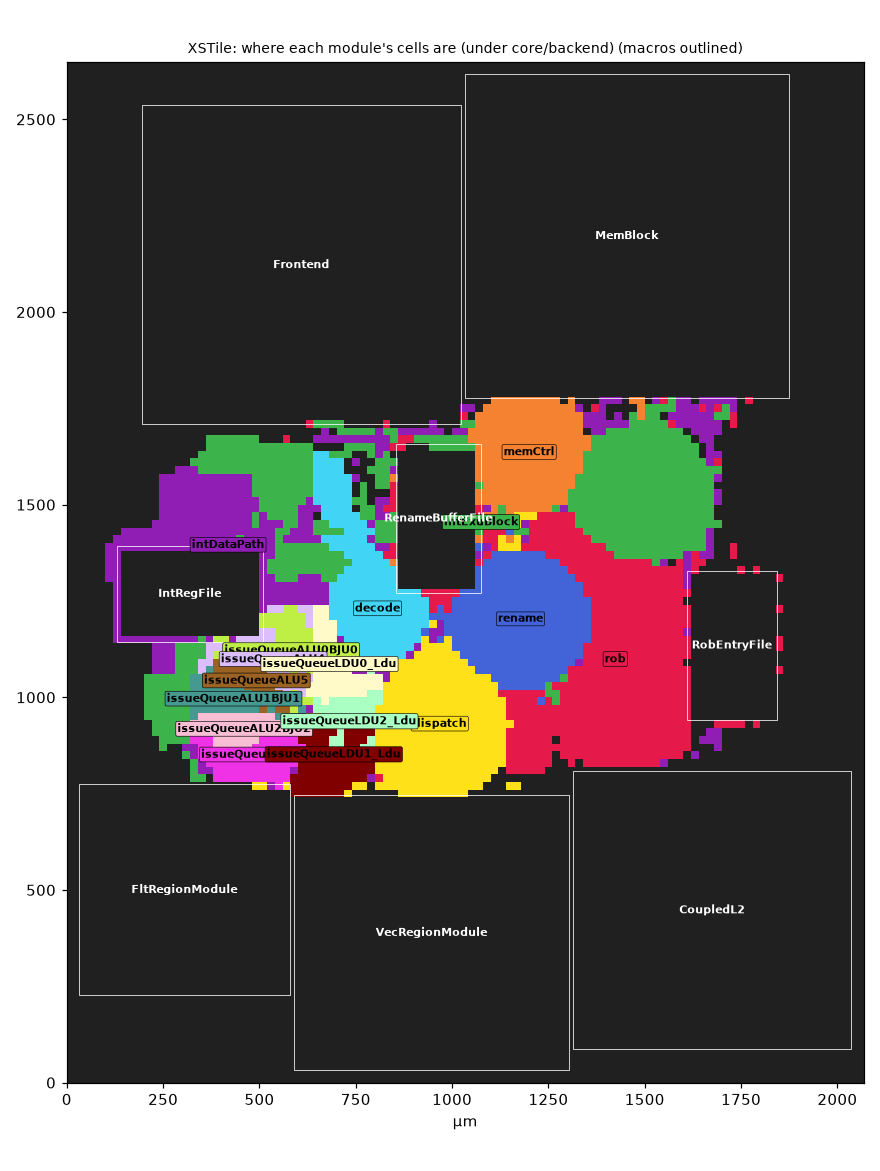 XSTile: where each module's cells are (under core/backend) (macros outlined)
2500
MemBlock
Frontend
2000
memCtrl
1500
RenameBufferFile
intExuBlock
intDataPath
IntRegFile
decode
rename
issueQueueALU0BJU0
rob
RobEntryFile
issueQueueLDU0_Ldu
issueQueueALU5
1000
issueQueueALU1BJU1
issueQueueLDU2_Ldu
dispatch
issueQueueALU2BJU2
issueQueueLDU1_Ldu
500
FltRegionModule
VecRegionModule
CoupledL2
0
0 250 500 750 1000 1250 1500 1750 2000
µm